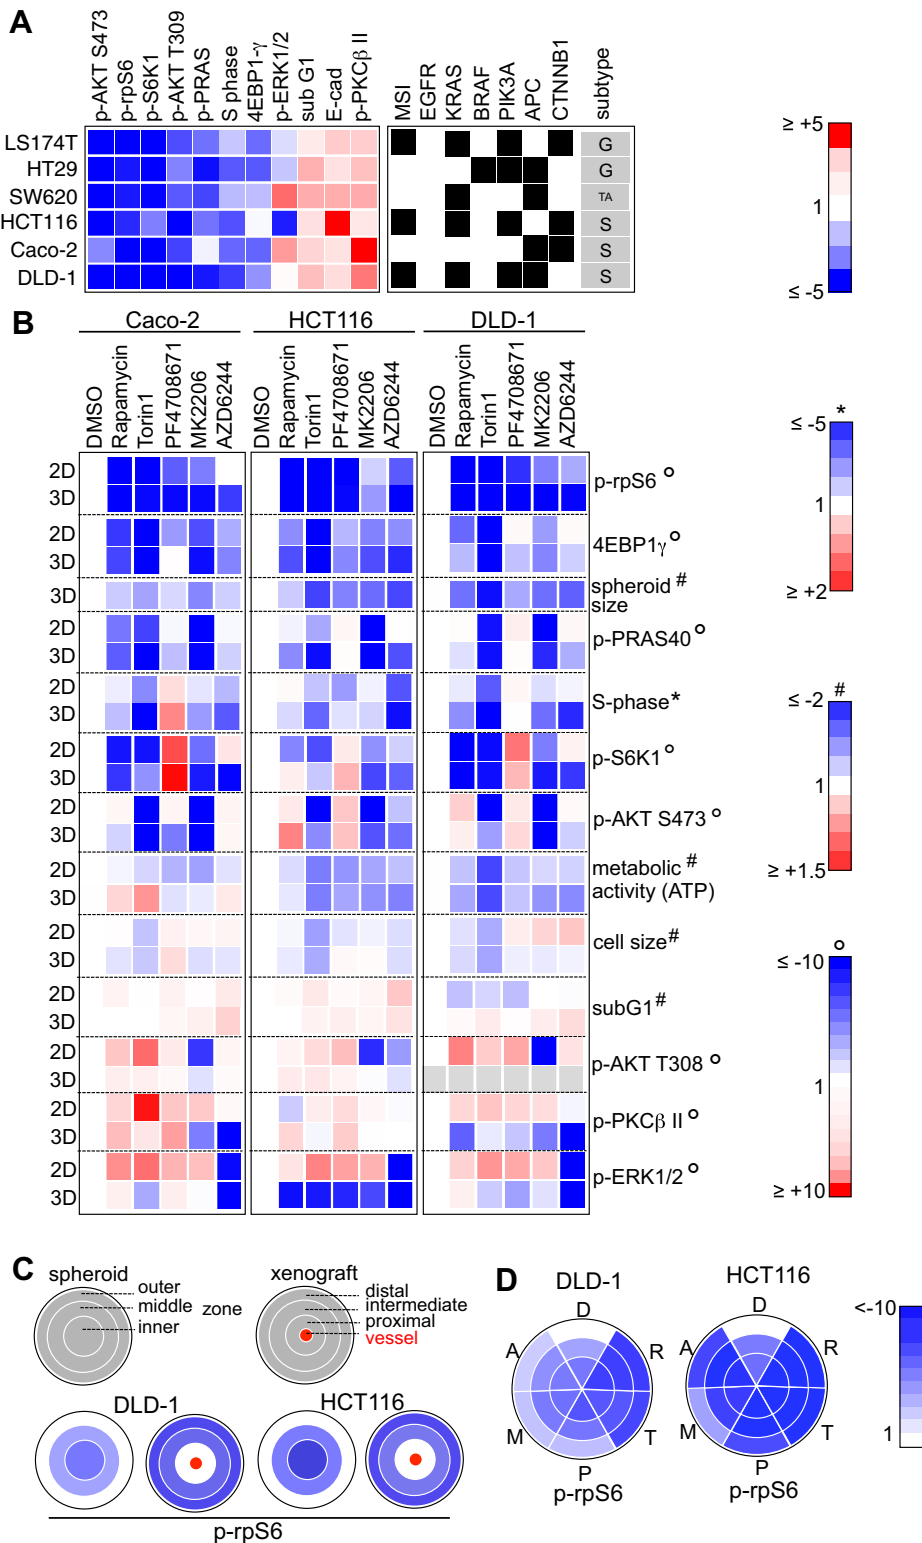 A
p-AKT S473
p-rpS6
p-S6K1
p-AKT T309
p-PRAS
S phase
4EBP1-γ
p-ERK1/2
sub G1
E-cad
p-PKCβ II
MSI
EGFR
KRAS
BRAF
PIK3A
APC
CTNNB1
subtype
LS174T
G
HT29
G
SW620
TA
HCT116
S
Caco-2
S
DLD-1
S
≥ +5
1
≤ -5
B
Caco-2
HCT116
DLD-1
DMSO
Rapamycin
Torin1
PF4708671
MK2206
AZD6244
DMSO
Rapamycin
Torin1
PF4708671
MK2206
AZD6244
DMSO
Rapamycin
Torin1
PF4708671
MK2206
AZD6244
2D
3D
p-rpS6 °
2D
3D
4EBP1γ°
3D
spheroid #
size
2D
3D
p-PRAS40 °
2D
3D
S-phase*
2D
3D
p-S6K1 °
2D
3D
p-AKT S473 °
2D
3D
metabolic #
activity (ATP)
2D
3D
cell size#
2D
3D
subG1#
2D
3D
p-AKT T308 °
2D
3D
p-PKCβ II °
2D
3D
p-ERK1/2 °
*
≤ -5
1
≥ +2
#
≤ -2
1
≥ +1.5
°
≤ -10
1
≥ +10
C
spheroid
outer
middle
inner
zone
xenograft
distal
intermediate
proximal
vessel
DLD-1
HCT116
p-rpS6
D
DLD-1
D
R
T
P
M
A
p-rpS6
HCT116
D
R
T
P
M
A
p-rpS6
<-10
1